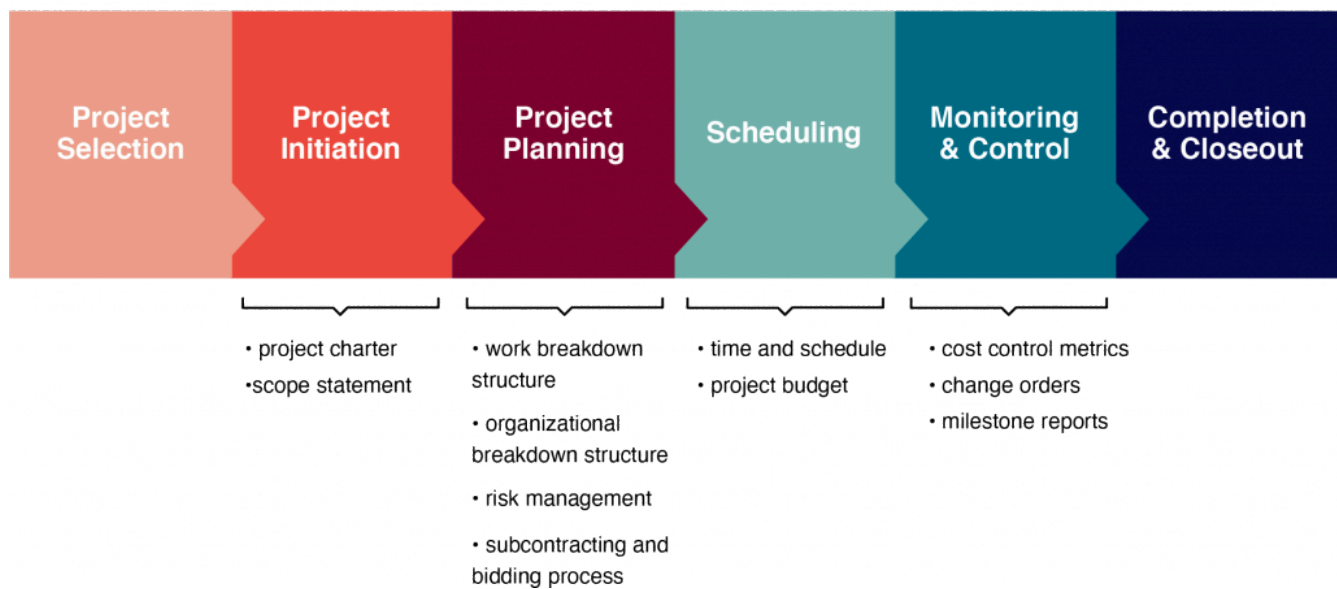 Project
Selection
Project
Initiation
Project
Planning
Scheduling
Monitoring
& Control
Completion
& Closeout
• project charter
•scope statement
• work breakdown
structure
• organizational
breakdown structure
• risk management
• subcontracting and
bidding process
• time and schedule
• project budget
• cost control metrics
• change orders
• milestone reports